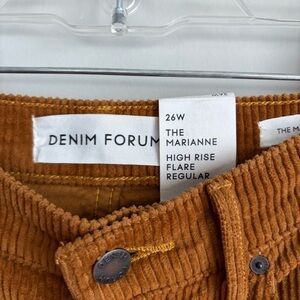 DENIM FORUM
26W
THE
MARIANNE
HIGH RISE
FLARE
REGULAR
THE M